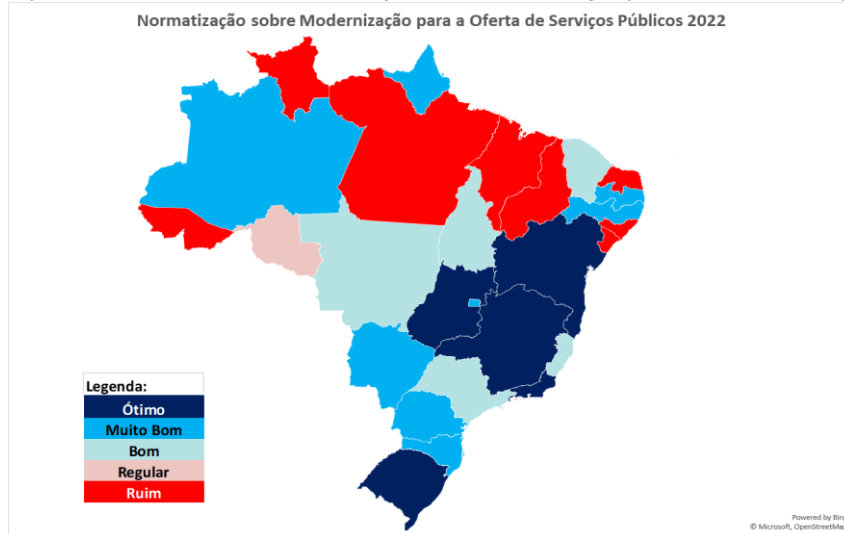 Normatização sobre Modernização para a Oferta de Serviços Públicos 2022
Legenda:
Ótimo
Muito Bom
Bom
Regular
Ruim
Powered by Bing
© Microsoft, OpenStreetMap